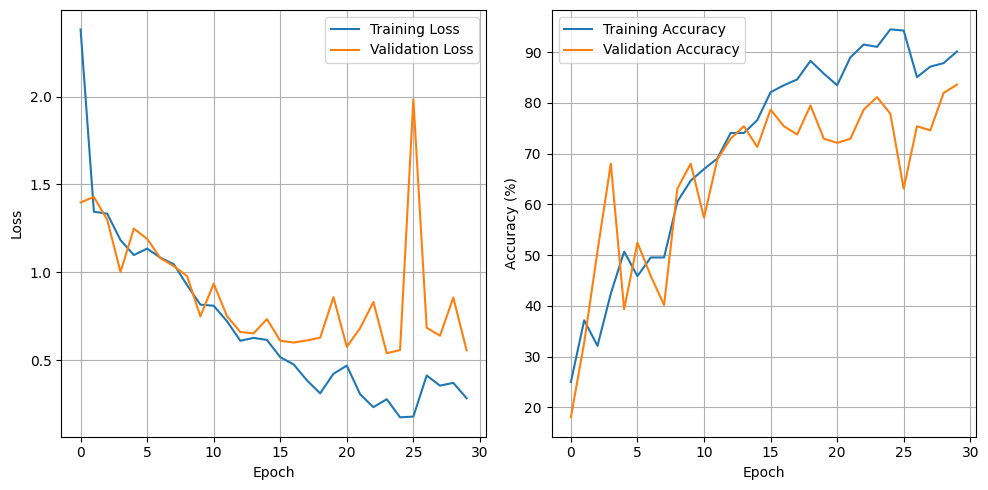 Training Loss
Validation Loss
2.0
1.5
1.0
0.5
Loss
0 5 10 15 20 25 30
Epoch
Training Accuracy
Validation Accuracy
90
80
70
60
50
40
30
20
Accuracy (%)
0 5 10 15 20 25 30
Epoch